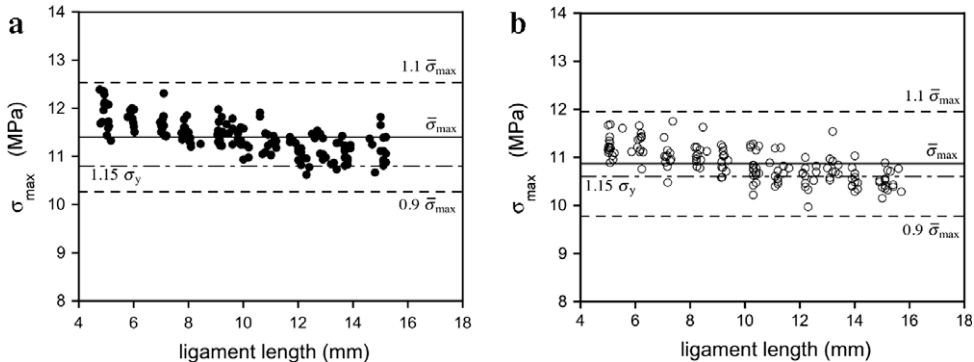 a
14
13
12
11
10
9
8
σmax (MPa)
1.1 σ̄max
σ̄max
1.15 σy
0.9 σ̄max
4 6 8 10 12 14 16 18
ligament length (mm)
b
14
13
12
11
10
9
8
σmax (MPa)
1.1 σ̄max
σ̄max
1.15 σy
0.9 σ̄max
4 6 8 10 12 14 16 18
ligament length (mm)